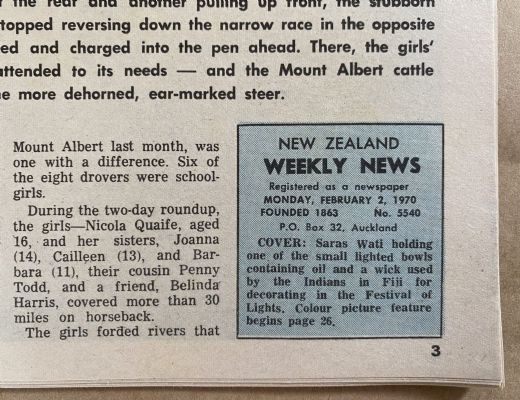 the rear and another pulling up front, the stubborn
topped reversing down the narrow race in the opposite
ed and charged into the pen ahead. There, the girls'
attended to its needs — and the Mount Albert cattle
e more dehorned, ear-marked steer.
Mount Albert last month, was
one with a difference. Six of
the eight drovers were school-
girls.
During the two-day roundup,
the girls—Nicola Quaife, aged
16, and her sisters, Joanna
(14), Cailleen (13), and Bar-
bara (11), their cousin Penny
Todd, and a friend, Belinda
Harris, covered more than 30
miles on horseback.
The girls forded rivers that
NEW ZEALAND
WEEKLY NEWS
Registered as a newspaper
MONDAY, FEBRUARY 2, 1970
FOUNDED 1863 No. 5540
P.O. Box 32, Auckland
COVER: Saras Wati holding
one of the small lighted bowls
containing oil and a wick used
by the Indians in Fiji for
decorating in the Festival of
Lights. Colour picture feature
begins page 26.
3